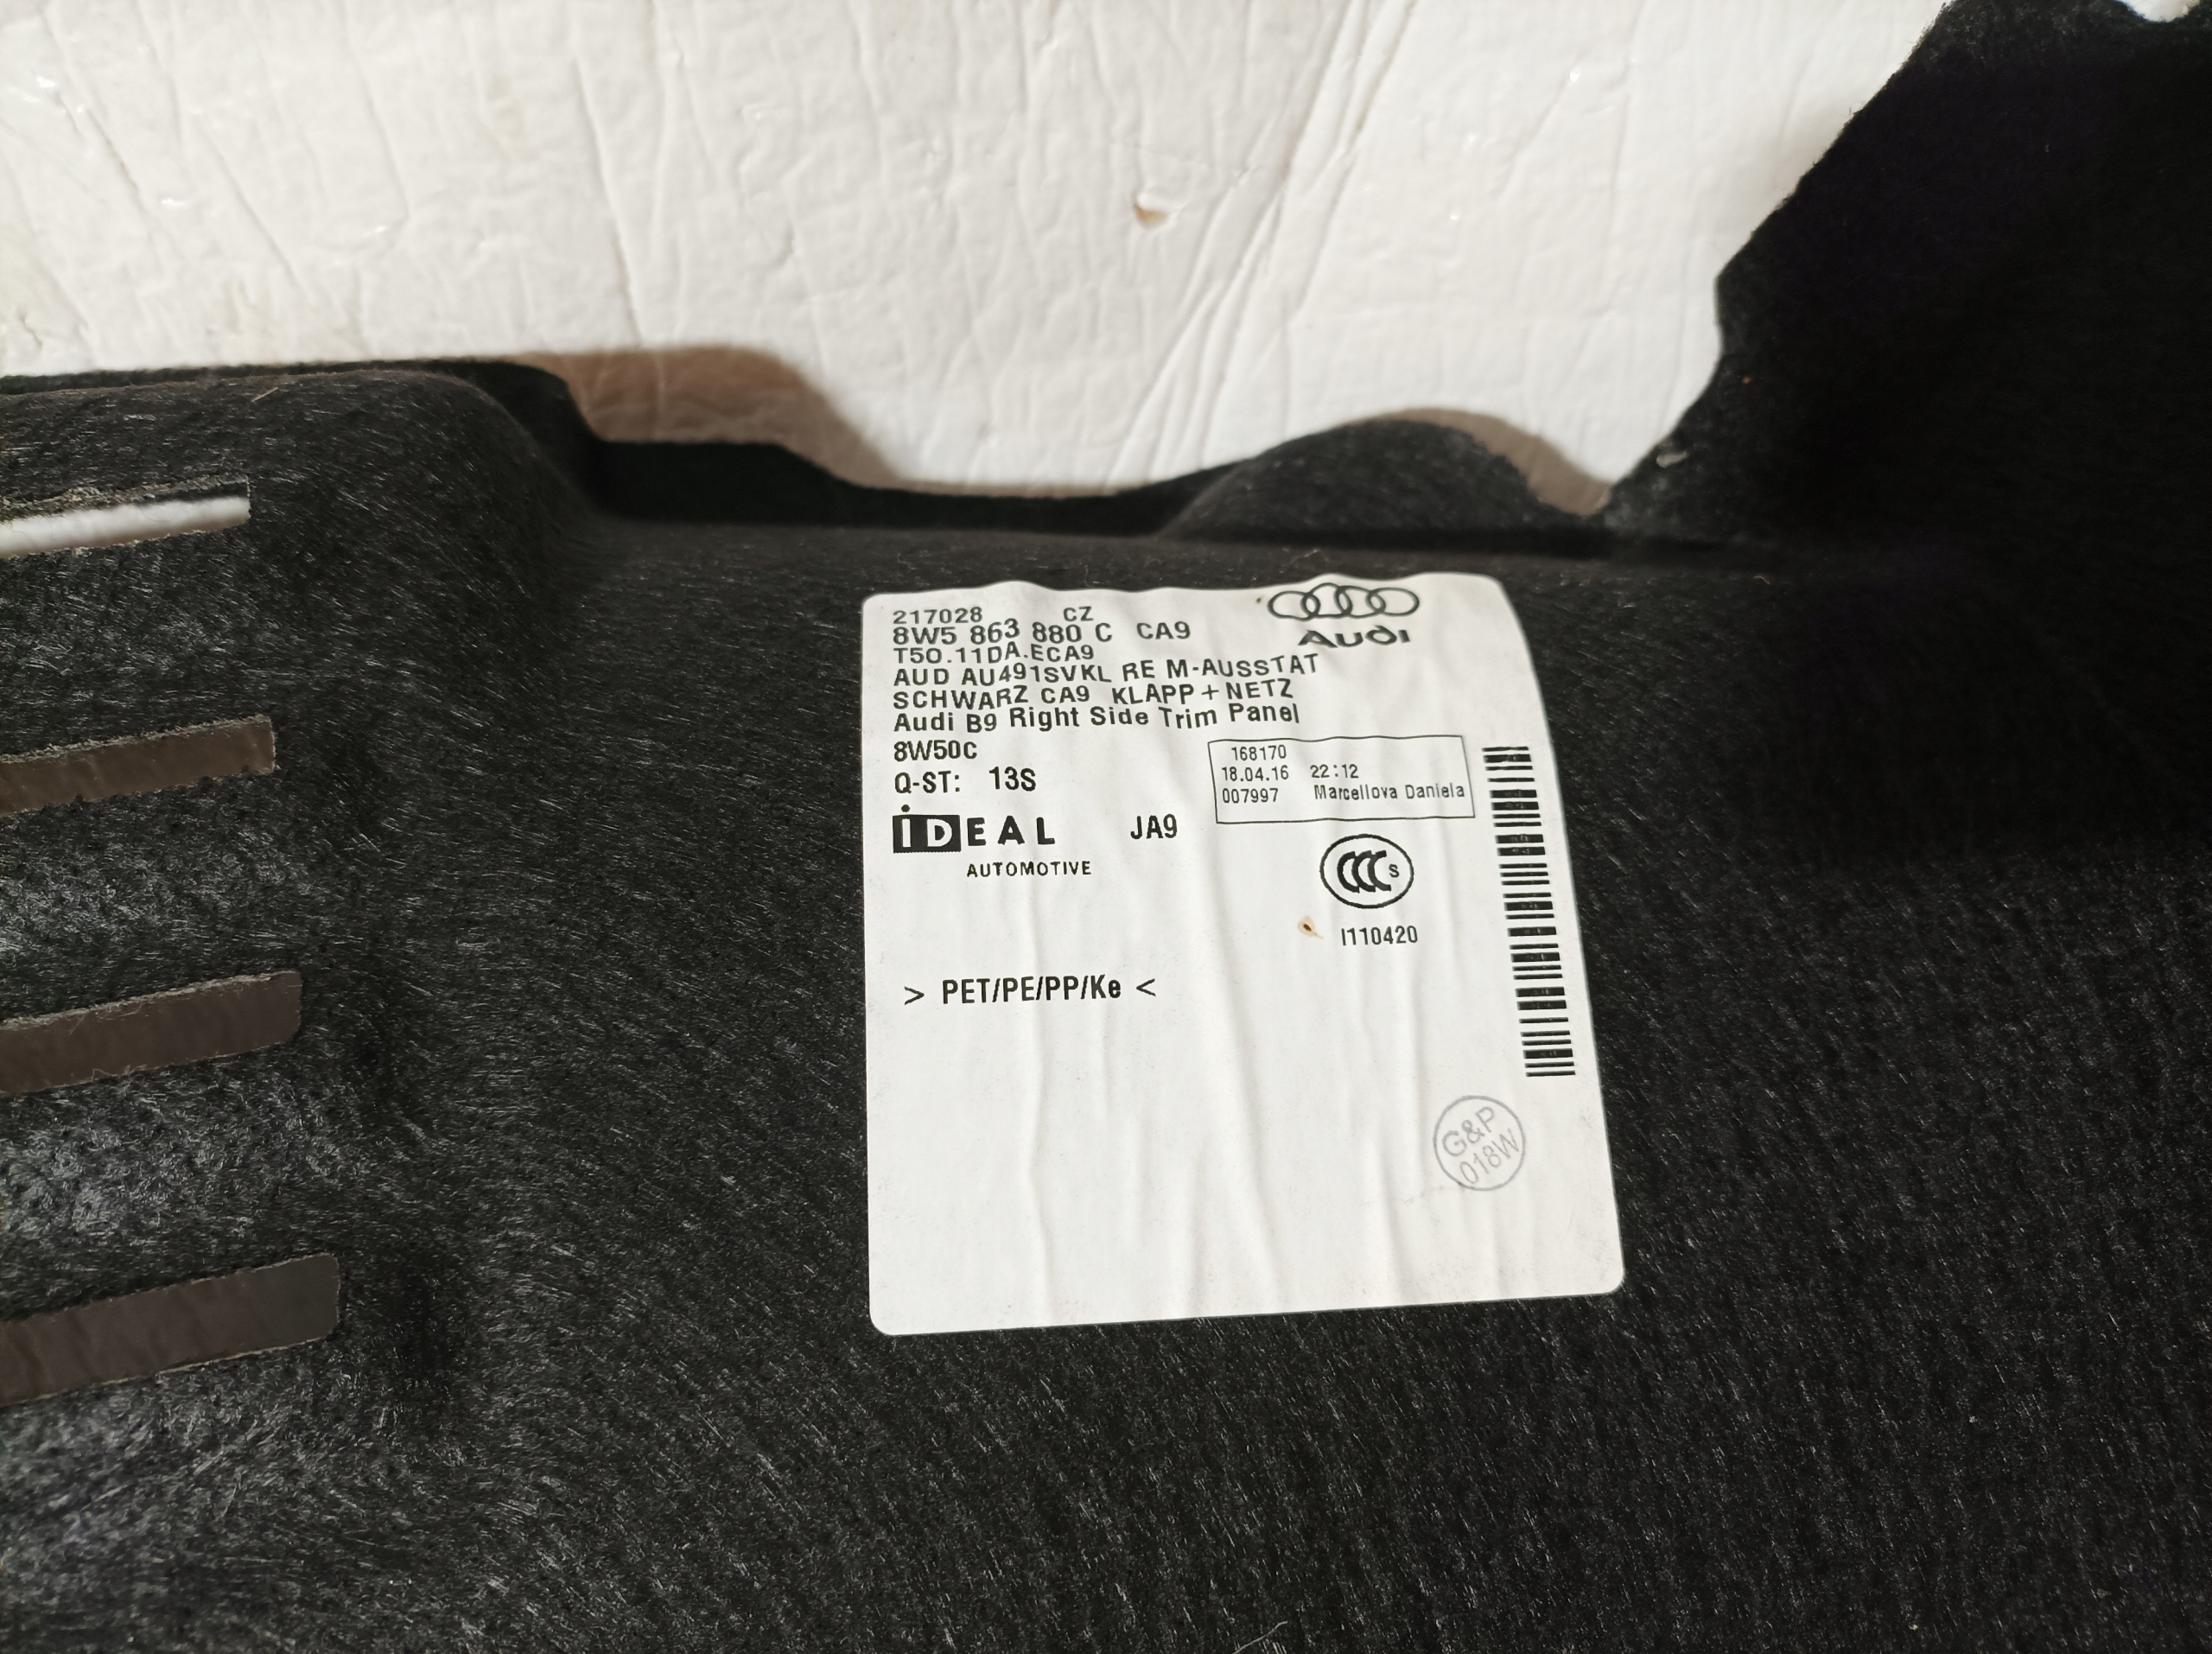 217028 CZ
8W5 863 880 C CA9
Audi
T50.11DA.ECA9
AUD AU491SVKL RE M-AUSSTAT
SCHWARZ CA9 KLAPP+NETZ
Audi B9 Right Side Trim Panel
8W50C
168170
18.04.16 22:12
007997 Marcellova Daniela
Q-ST: 13S
iDEAL JA9
AUTOMOTIVE
CCC S
I110420
> PET/PE/PP/Ke <
G&P
018W